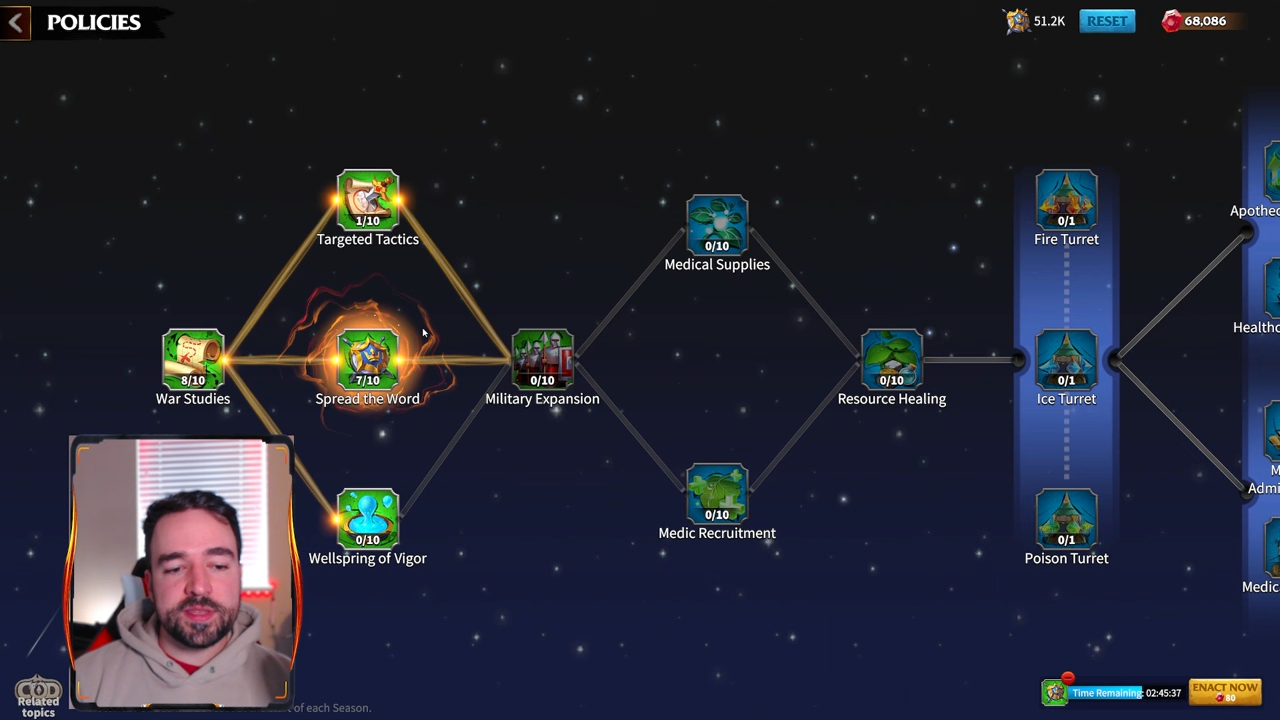 POLICIES
51.2K
RESET
68,086
1/10
Targeted Tactics
0/10
Medical Supplies
0/1
Fire Turret
Apothec
8/10
War Studies
7/10
Spread the Word
0/10
Military Expansion
0/10
Resource Healing
0/1
Ice Turret
Healthc
0/10
Wellspring of Vigor
0/10
Medic Recruitment
0/1
Poison Turret
M
Admi
Medic
COD
Related
topics
of each Season.
Time Remaining: 02:45:37
ENACT NOW
80